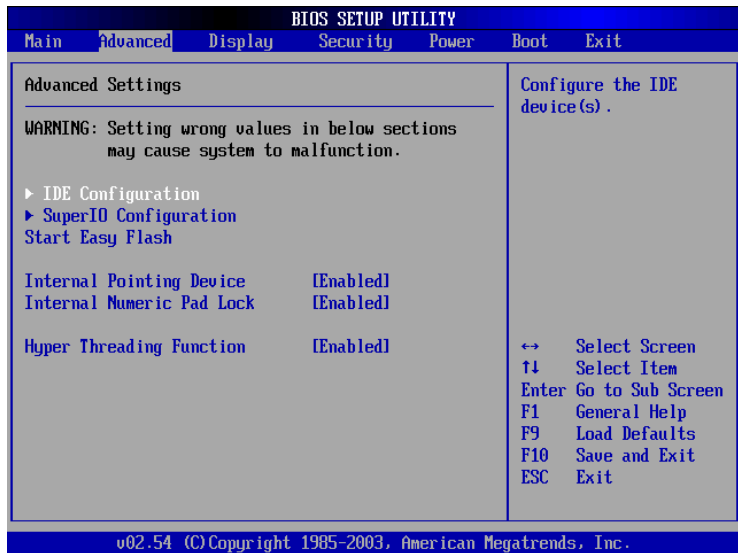 BIOS SETUP UTILITY
Main Advanced Display Security Power Boot Exit
Advanced Settings
WARNING: Setting wrong values in below sections
may cause system to malfunction.
▶ IDE Configuration
▶ SuperIO Configuration
Start Easy Flash
Internal Pointing Device [Enabled]
Internal Numeric Pad Lock [Enabled]
Hyper Threading Function [Enabled]
Configure the IDE
device(s).
↔ Select Screen
↑↓ Select Item
Enter Go to Sub Screen
F1 General Help
F9 Load Defaults
F10 Save and Exit
ESC Exit
v02.54 (C)Copyright 1985-2003, American Megatrends, Inc.